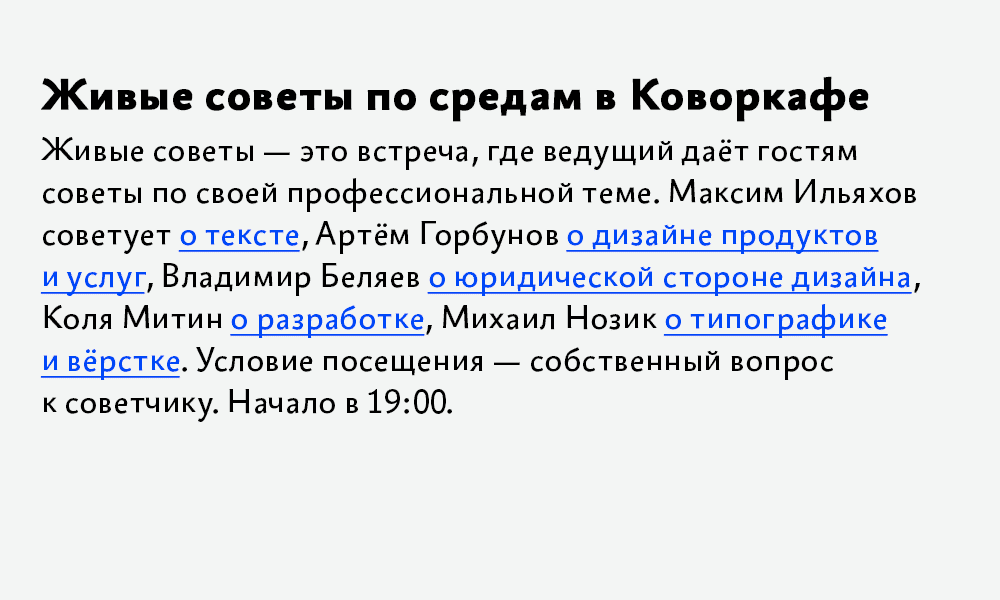 Живые советы по средам в Коворкафе
Живые советы — это встреча, где ведущий даёт гостям
советы по своей профессиональной теме. Максим Ильяхов
советует о тексте, Артём Горбунов о дизайне продуктов
и услуг, Владимир Беляев о юридической стороне дизайна,
Коля Митин о разработке, Михаил Нозик о типографике
и вёрстке. Условие посещения — собственный вопрос
к советчику. Начало в 19:00.